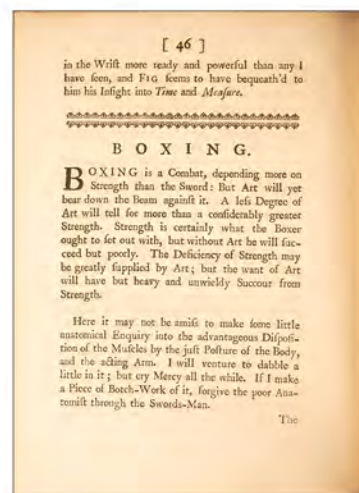 [ 46 ]
in the Wriſt more ready and powerful than any I
have ſeen, and FIG ſeems to have bequeath'd to
him his Inſight into Time and Meaſure.
BOXING.
BOXING is a Combat, depending more on
Strength than the Sword: But Art will yet
bear down the Beam againſt it. A leſs Degree of
Art will tell for more than a conſiderably greater
Strength. Strength is certainly what the Boxer
ought to ſet out with, but without Art he will ſuc-
ceed but poorly. The Deficiency of Strength may
be greatly ſupplied by Art; but the want of Art
will have but heavy and unwieldy Succour from
Strength.
Here it may not be amiſs to make ſome little
anatomical Enquiry into the advantageous Diſpoſi-
tion of the Muſcles by the juſt Poſture of the Body,
and the acting Arm. I will venture to dabble a
little in it; but cry Mercy all the while. If I make
a Piece of Botch-Work of it, forgive the poor Ana-
tomiſt through the Swords-Man.
The